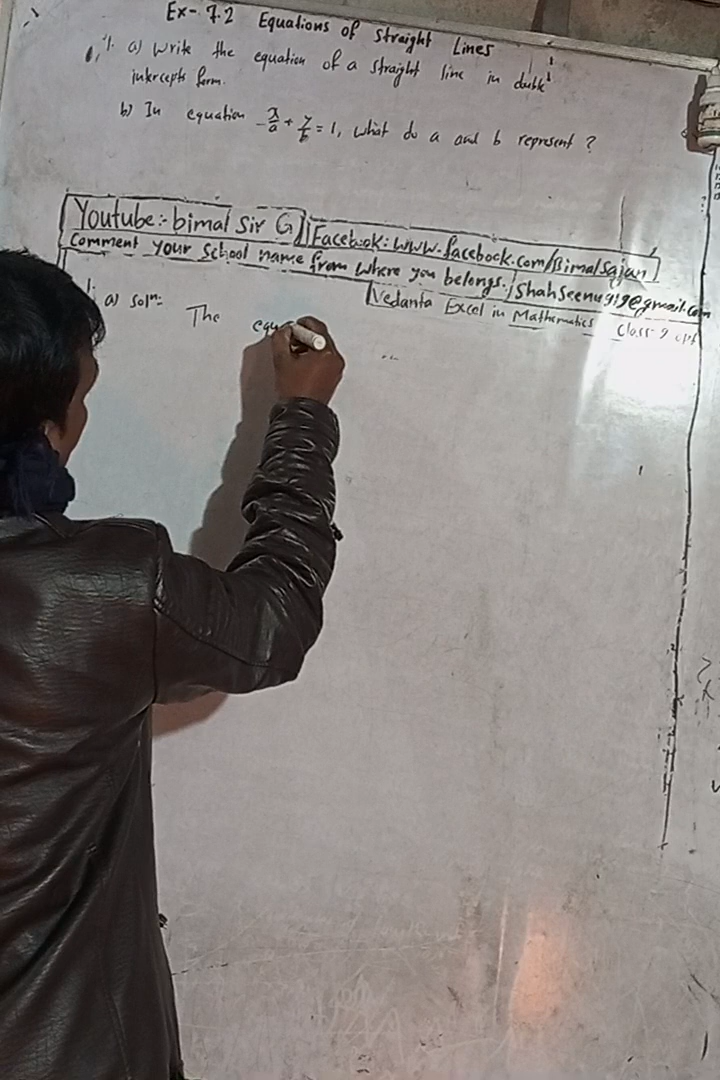 Ex- 7.2 Equations of Straight Lines
1. a) Write the equation of a straight line in double
intercepts form.
b) In equation x/a + y/b = 1, what do a and b represent ?
Youtube:- bimal Sir G
Facebook: www.facebook.com/Bimalsajan
Comment your School name from where you belongs.
shahseenu919@gmail.com
Vedanta Excel in Mathematics Class-9 opt
1. a) Solⁿ: The equ